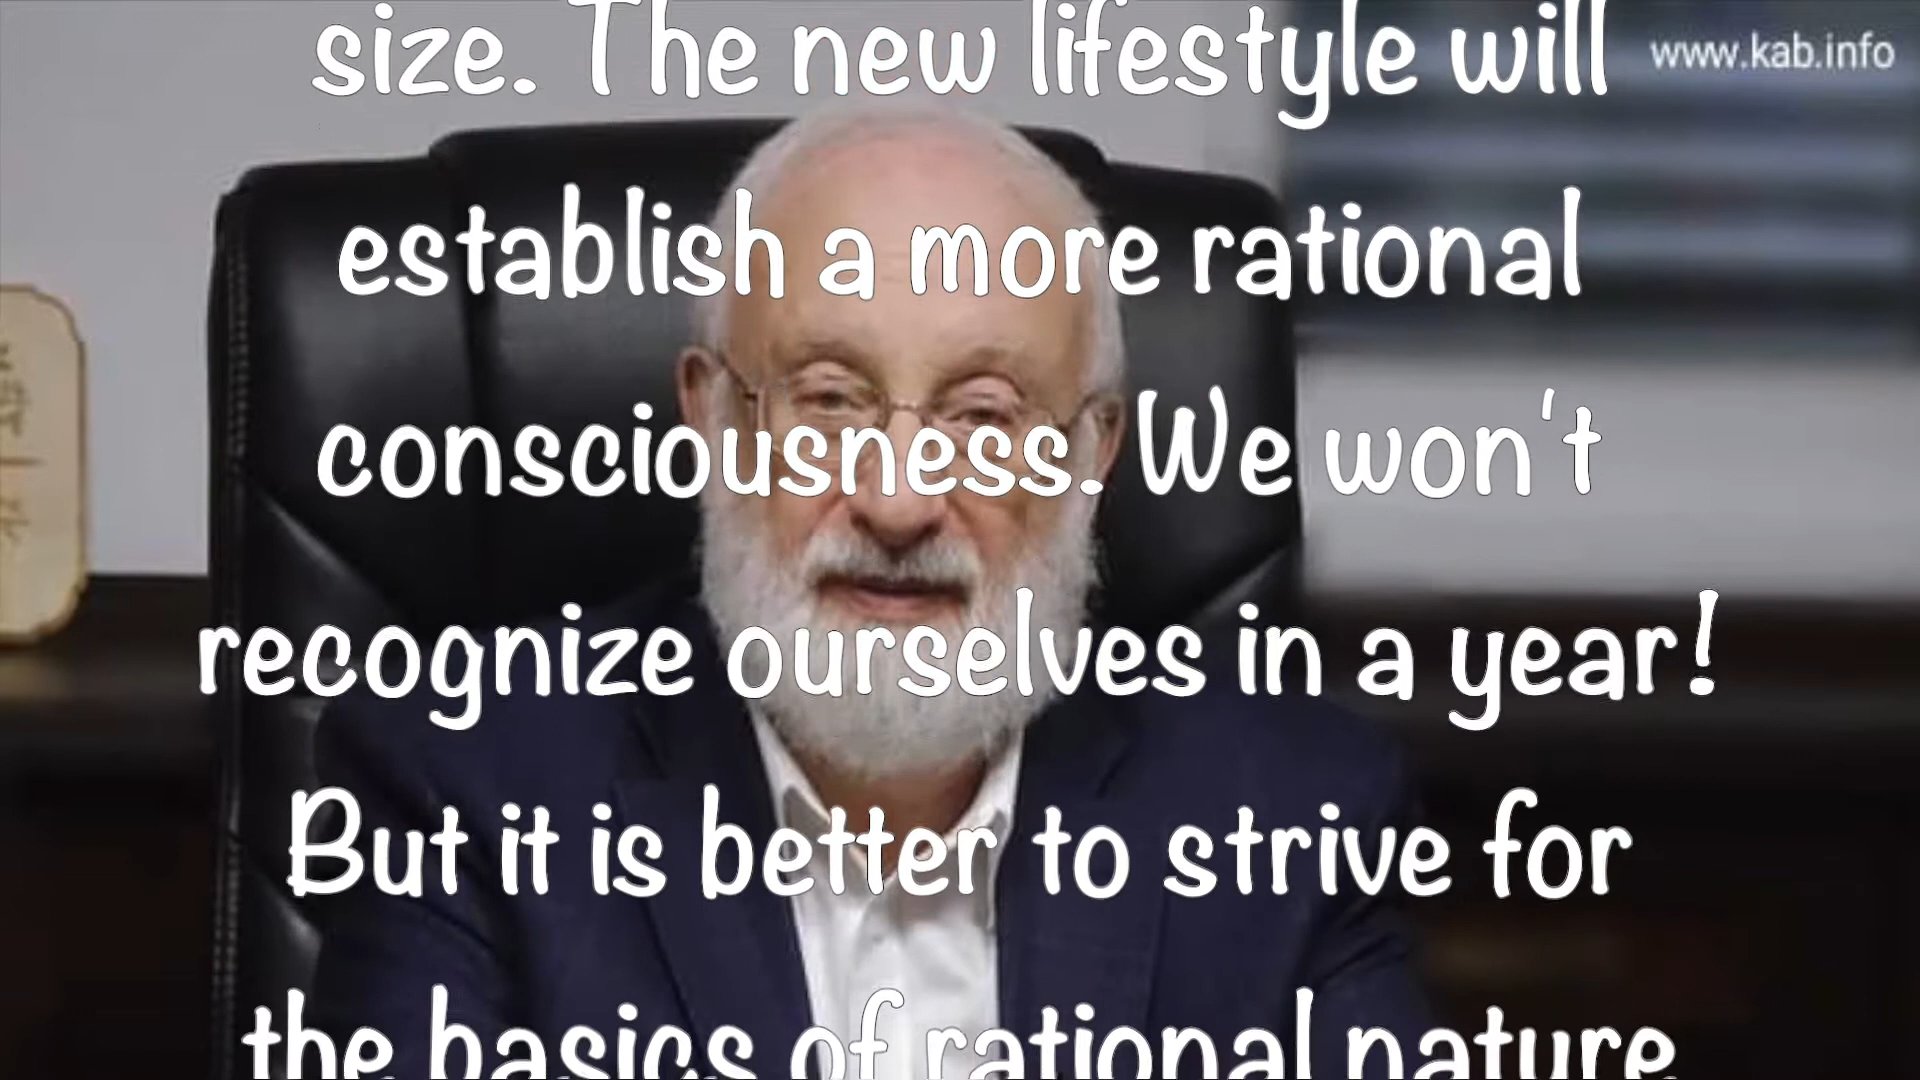 size. The new lifestyle will
www.kab.info
establish a more rational
consciousness. We won't
recognize ourselves in a year!
But it is better to strive for
the basics of rational nature